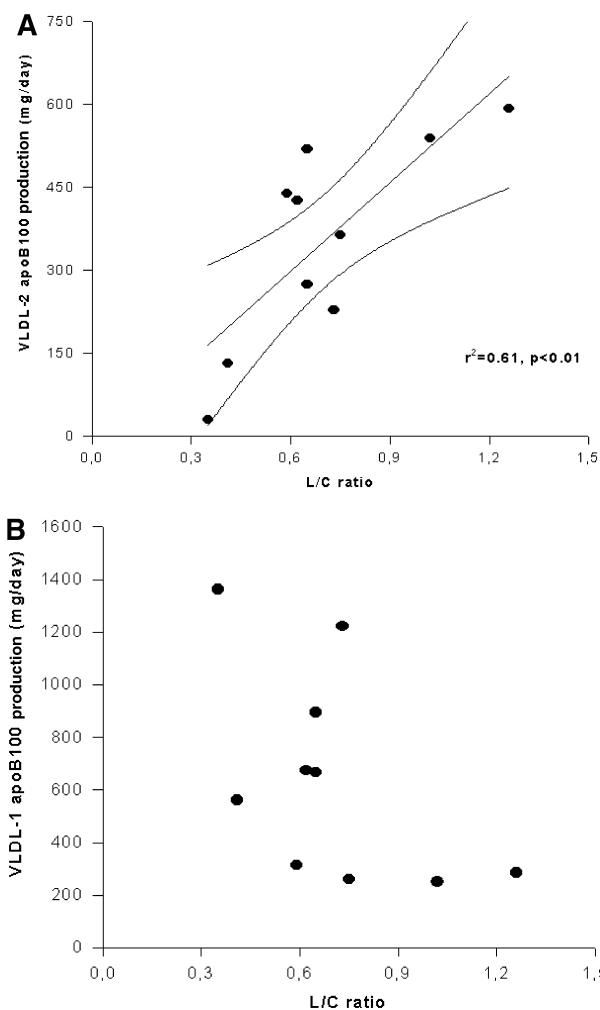 A
VLDL-2 apoB100 production (mg/day)
750
600
450
300
150
0
r²=0.61, p<0.01
0,0 0,3 0,6 0,9 1,2 1,5
L/C ratio
B
VLDL-1 apoB100 production (mg/day)
1600
1400
1200
1000
800
600
400
200
0
0,0 0,3 0,6 0,9 1,2 1,
L/C ratio